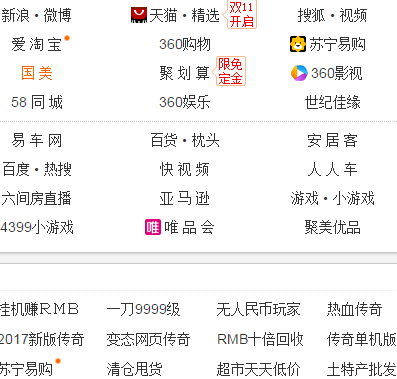 新浪·微博 天猫·精选 双11开启 搜狐·视频
爱淘宝 360购物 苏宁易购
国美 聚划算 限免定金 360影视
58同城 360娱乐 世纪佳缘
易车网 百货·枕头 安居客
百度·热搜 快视频 人人车
六间房直播 亚马逊 游戏·小游戏
4399小游戏 唯 唯品会 聚美优品
挂机赚RMB 一刀9999级 无人民币玩家 热血传奇
2017新版传奇 变态网页传奇 RMB十倍回收 传奇单机版
苏宁易购 清仓甩货 超市天天低价 土特产批发